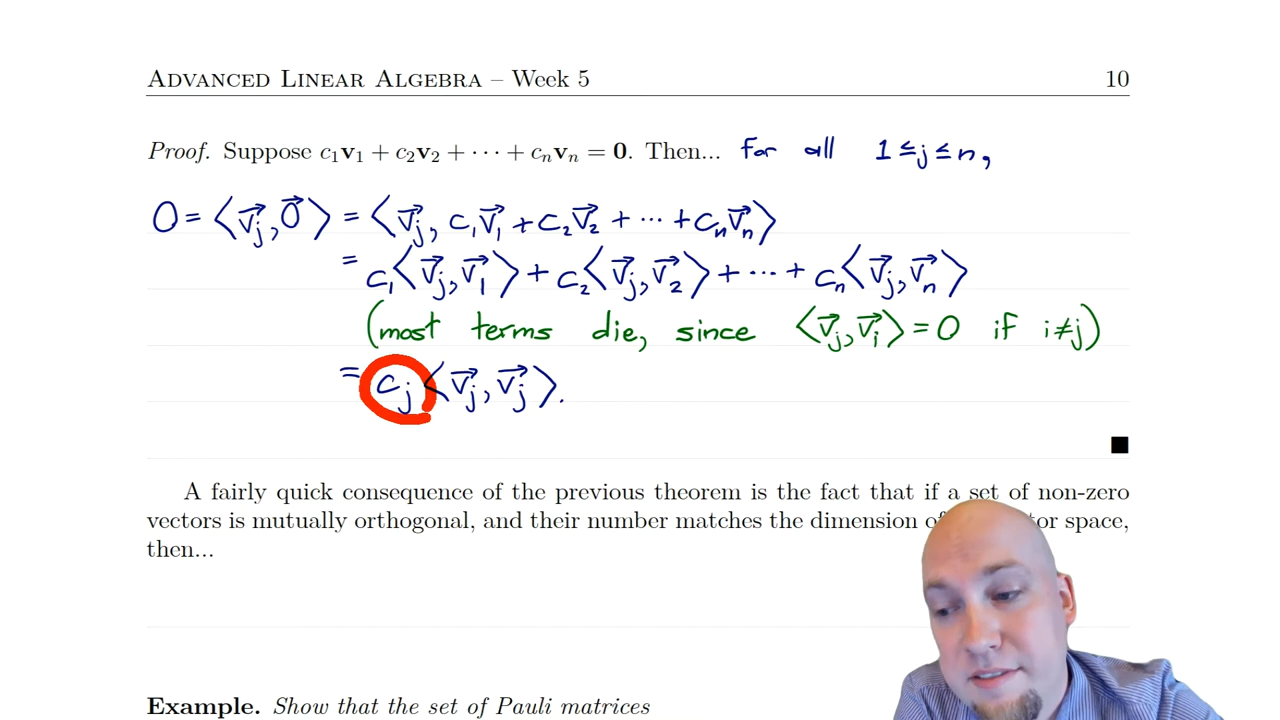 ADVANCED LINEAR ALGEBRA – Week 5 10
Proof. Suppose c₁v₁ + c₂v₂ + ⋯ + cₙvₙ = 0. Then... For all 1 ≤ j ≤ n,
0 = ⟨v⃗ⱼ, 0⃗⟩ = ⟨v⃗ⱼ, c₁v⃗₁ + c₂v⃗₂ + ⋯ + cₙv⃗ₙ⟩
= c₁⟨v⃗ⱼ, v⃗₁⟩ + c₂⟨v⃗ⱼ, v⃗₂⟩ + ⋯ + cₙ⟨v⃗ⱼ, v⃗ₙ⟩
(most terms die, since ⟨v⃗ⱼ, v⃗ᵢ⟩ = 0 if i≠j)
= cⱼ⟨v⃗ⱼ, v⃗ⱼ⟩.
A fairly quick consequence of the previous theorem is the fact that if a set of non-zero
vectors is mutually orthogonal, and their number matches the dimension of space,
then...
Example. Show that the set of Pauli matrices